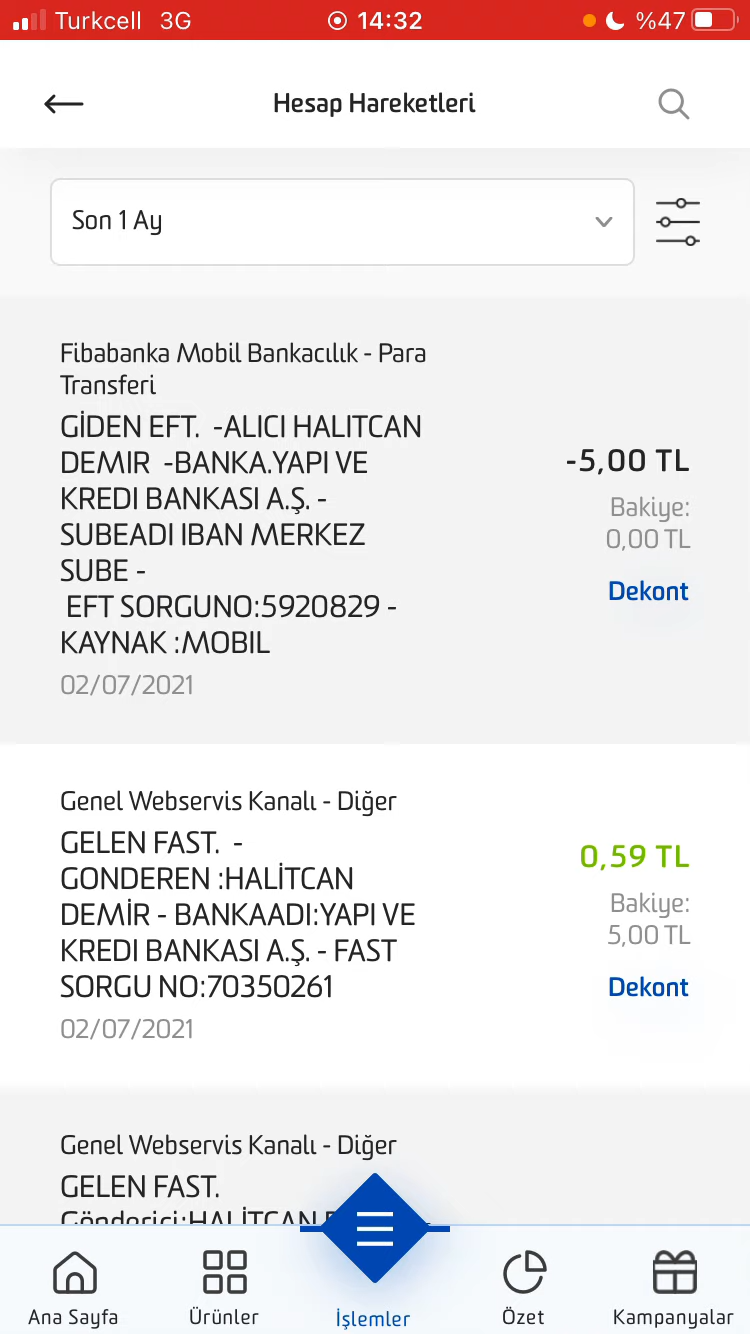 Turkcell 3G 14:32 %47
Hesap Hareketleri
Son 1 Ay
Fibabanka Mobil Bankacılık - Para
Transferi
GİDEN EFT.  -ALICI HALITCAN
DEMIR  -BANKA.YAPI VE
KREDI BANKASI A.Ş. -
SUBEADI IBAN MERKEZ
SUBE -
EFT SORGUNO:5920829 -
KAYNAK :MOBIL
02/07/2021
-5,00 TL
Bakiye:
0,00 TL
Dekont
Genel Webservis Kanalı - Diğer
GELEN FAST.  -
GONDEREN :HALİTCAN
DEMİR - BANKAADI:YAPI VE
KREDI BANKASI A.Ş. - FAST
SORGU NO:70350261
02/07/2021
0,59 TL
Bakiye:
5,00 TL
Dekont
Genel Webservis Kanalı - Diğer
GELEN FAST.
Gönderici:HALİTCAN
Ana Sayfa
Ürünler
İşlemler
Özet
Kampanyalar